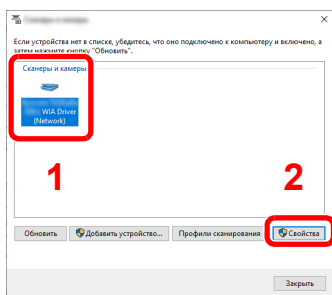 Если устройства нет в списке, убедитесь, что оно подключено к компьютеру и включено, а
затем нажмите кнопку "Обновить".
Сканеры и камеры
WIA Driver
(Network)
1
2
Обновить
Добавить устройство...
Профили сканирования
Свойства
Закрыть